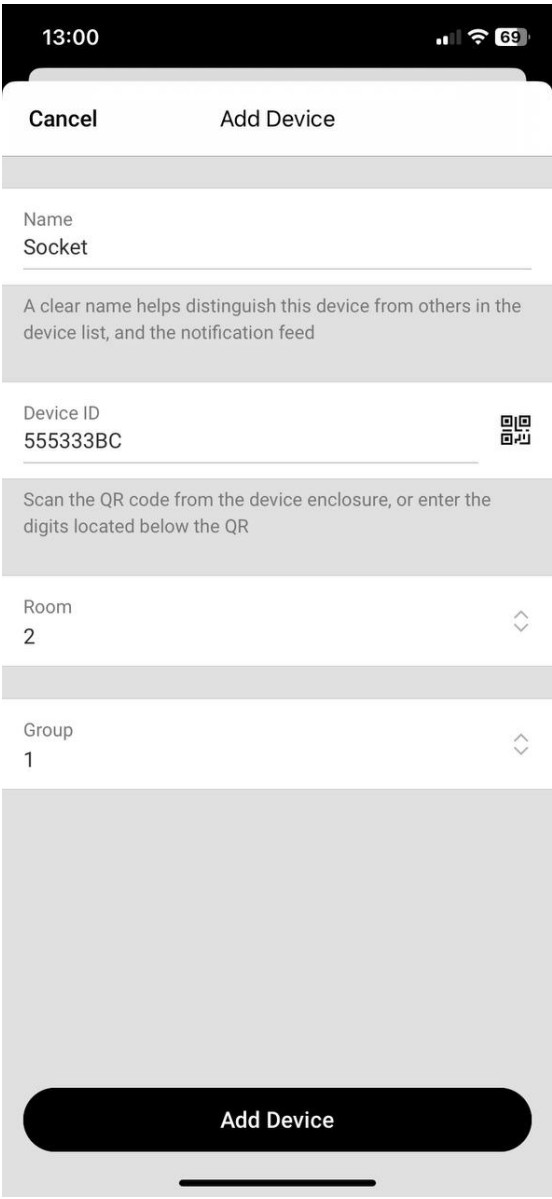 13:00
69
Cancel
Add Device
Name
Socket
A clear name helps distinguish this device from others in the
device list, and the notification feed
Device ID
555333BC
Scan the QR code from the device enclosure, or enter the
digits located below the QR
Room
2
Group
1
Add Device